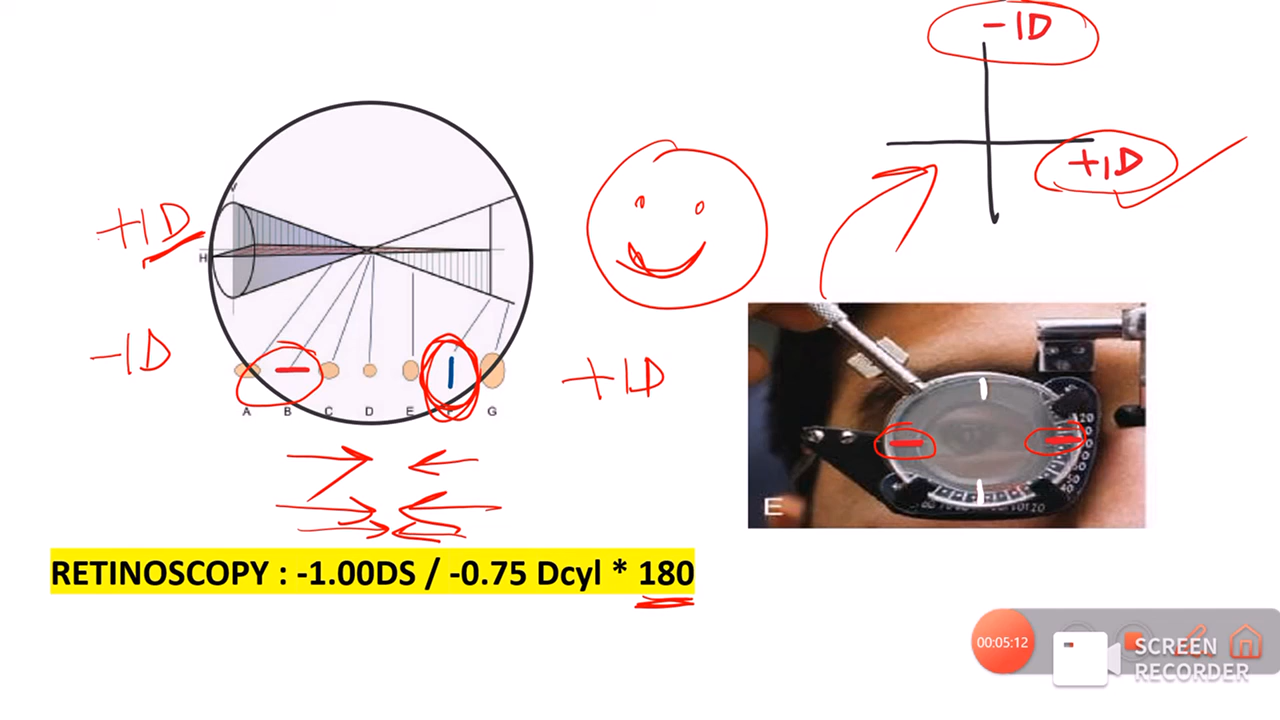 -1D
+1D
V
+1D
H
-1D
+1D
A B C D E F G
E
RETINOSCOPY : -1.00DS / -0.75 Dcyl * 180
00:05:12
SCREEN
RECORDER